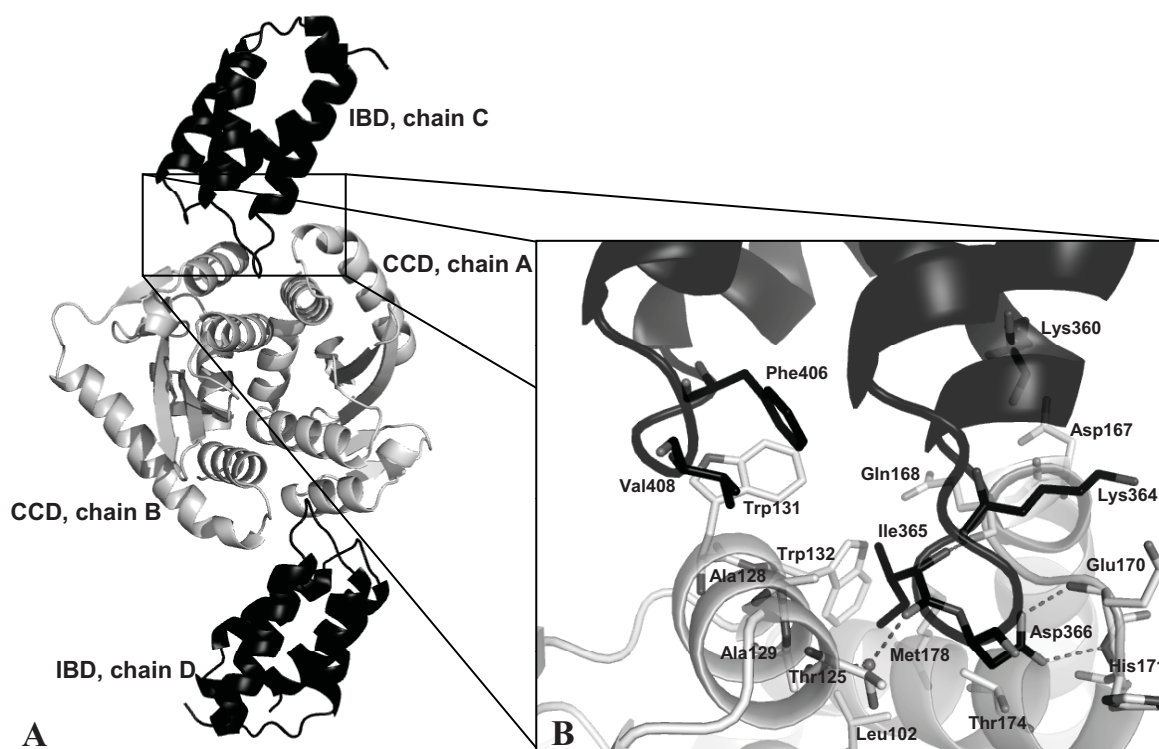 IBD, chain C
CCD, chain A
CCD, chain B
IBD, chain D
A
Lys360
Phe406
Asp167
Gln168
Lys364
Val408
Trp131
Ile365
Trp132
Glu170
Ala128
Asp366
Ala129
Met178
His171
Thr125
Thr174
Leu102
B